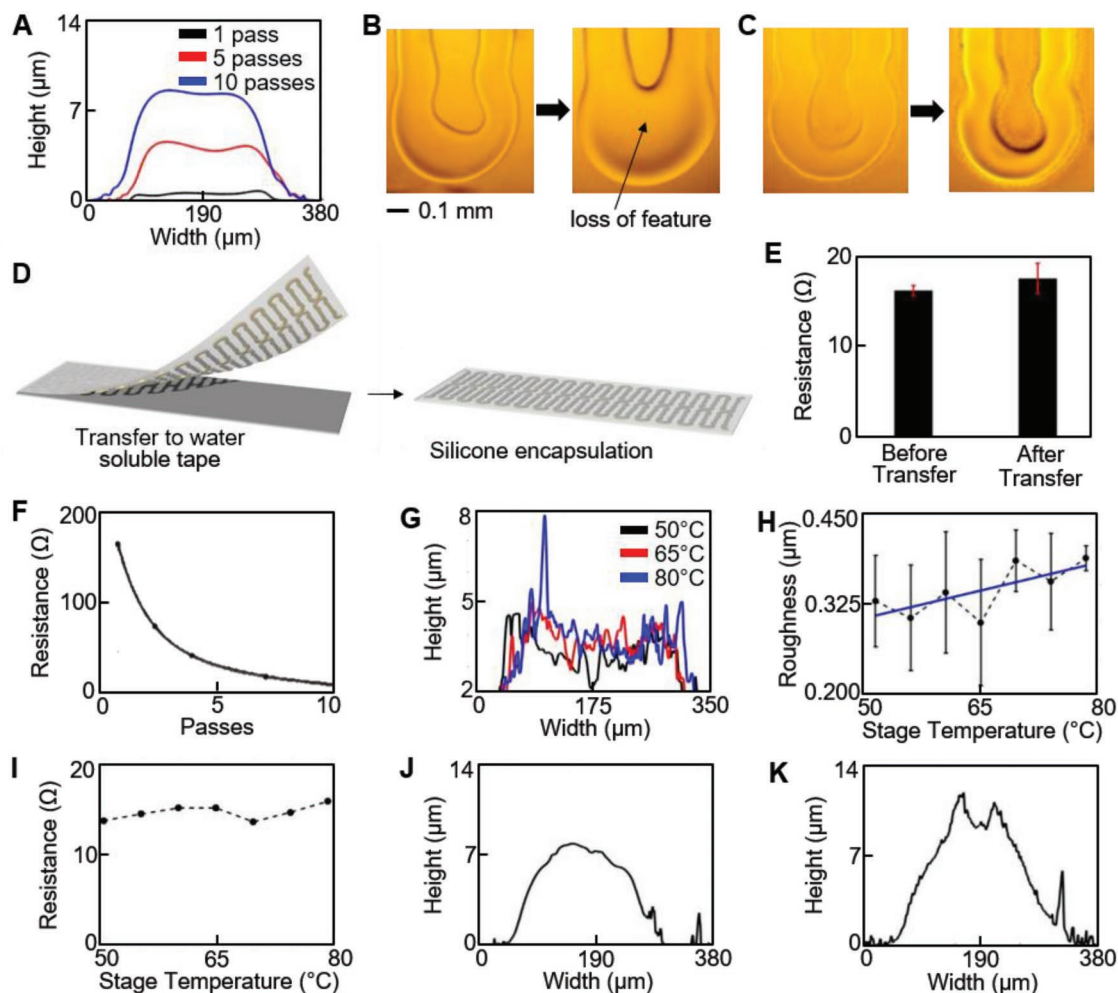 A
14
7
0
Height (µm)
1 pass
5 passes
10 passes
0
190
380
Width (µm)
B
0.1 mm
loss of feature
C
D
Transfer to water
soluble tape
Silicone encapsulation
E
20
10
0
Resistance (Ω)
Before
Transfer
After
Transfer
F
200
100
0
Resistance (Ω)
0
5
10
Passes
G
8
5
2
Height (µm)
50°C
65°C
80°C
0
175
350
Width (µm)
H
0.450
0.325
0.200
Roughness (µm)
50
65
80
Stage Temperature (°C)
I
20
10
0
Resistance (Ω)
50
65
80
Stage Temperature (°C)
J
14
7
0
Height (µm)
0
190
380
Width (µm)
K
14
7
0
Height (µm)
0
190
380
Width (µm)